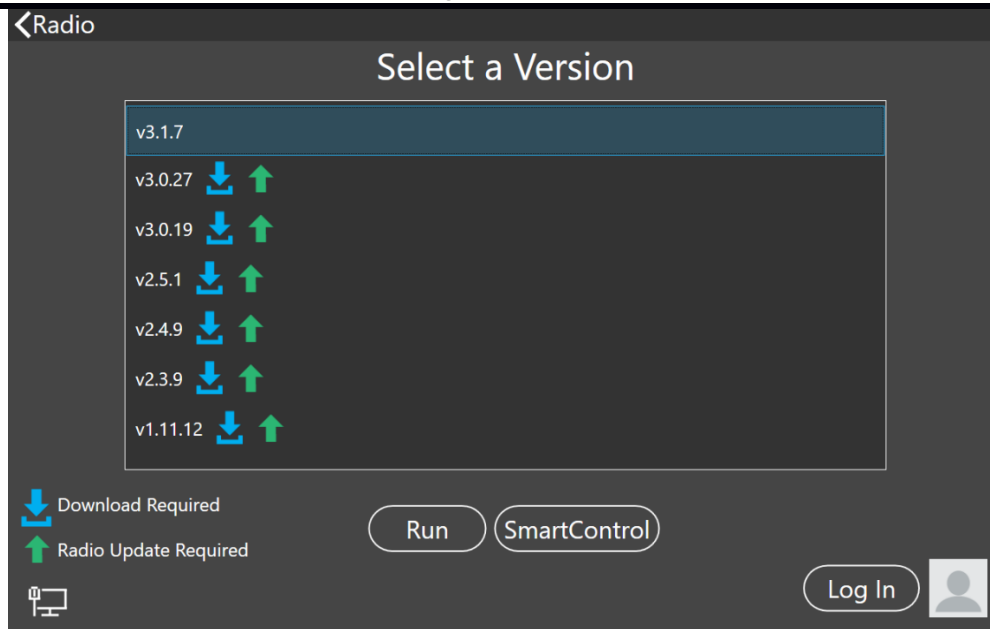 Radio
Select a Version
v3.1.7
v3.0.27
v3.0.19
v2.5.1
v2.4.9
v2.3.9
v1.11.12
Download Required
Radio Update Required
Run
SmartControl
Log In